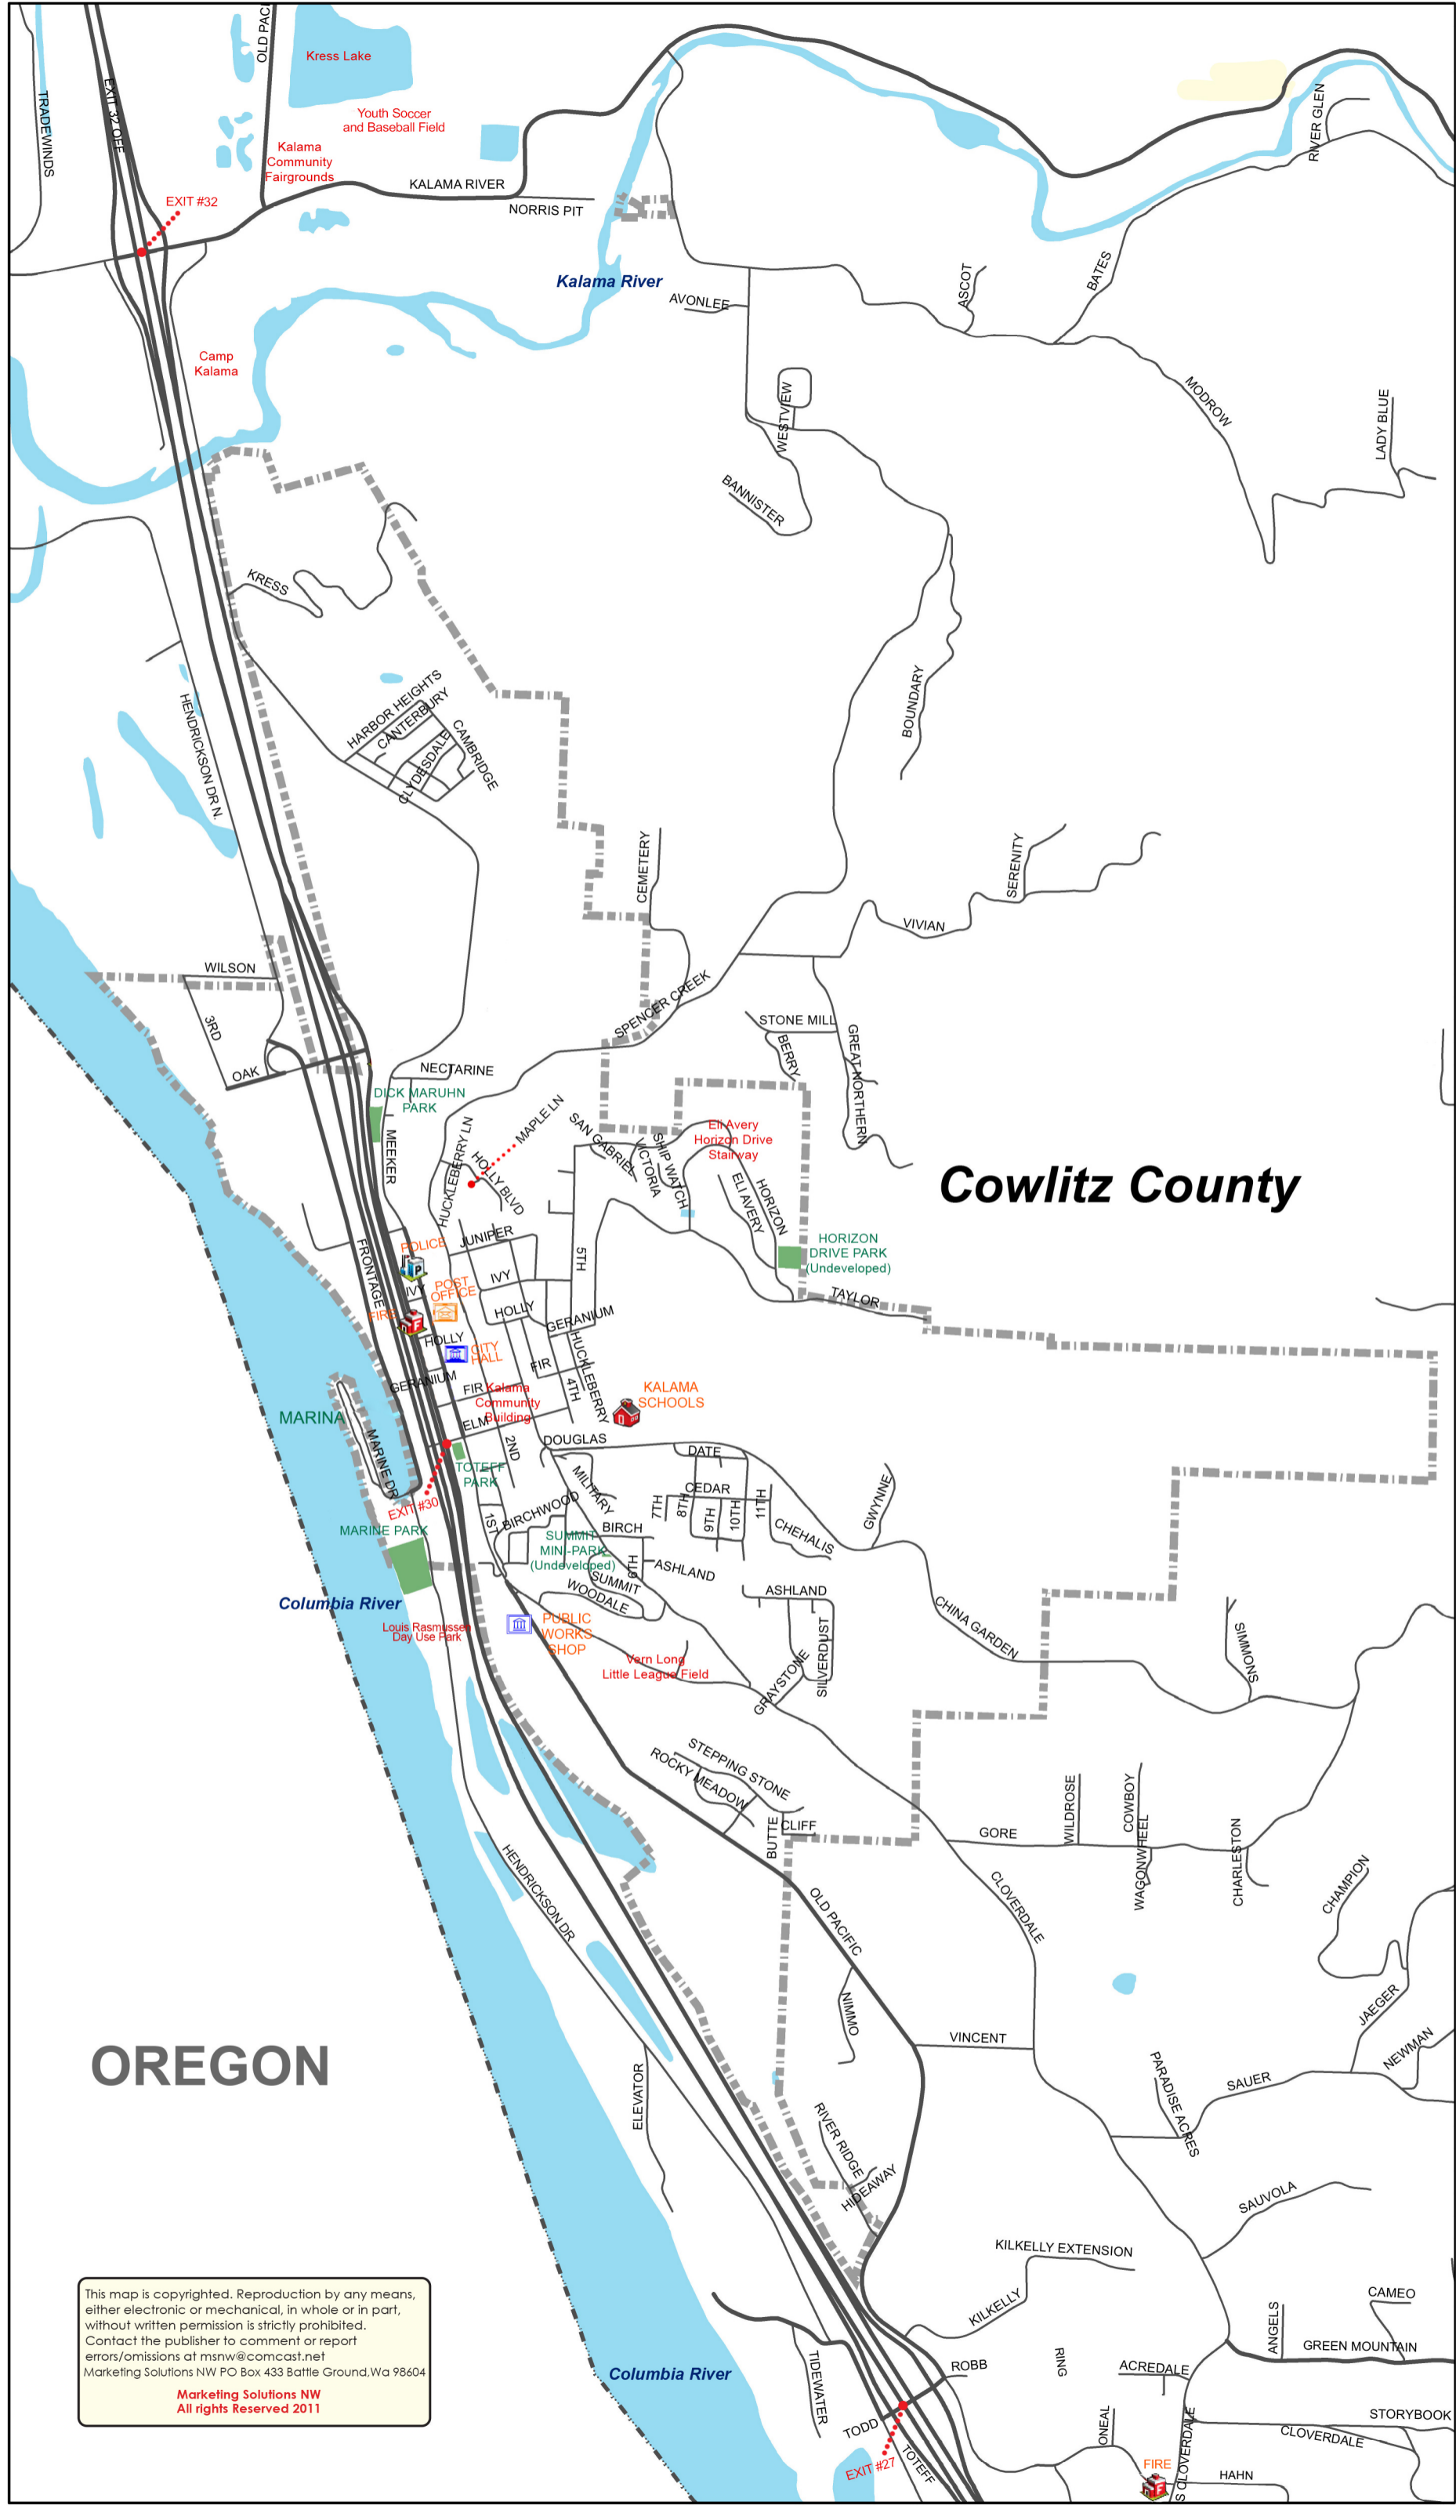 OLD PACI
Kress Lake
EXIT 32 OFF
TRADEWINDS
Youth Soccer
and Baseball Field
RIVER GLEN
Kalama
Community
Fairgrounds
KALAMA RIVER
EXIT #32
NORRIS PIT
Kalama River
ASCOT
BATES
AVONLEE
Camp
Kalama
WESTVIEW
MODROW
LADY BLUE
BANNISTER
KRESS
HARBOR HEIGHTS
CANTERBURY
BOUNDARY
HENDRICKSON DR N.
CAMBRIDGE
CLYDESDALE
CEMETERY
SERENITY
VIVIAN
WILSON
SPENCER CREEK
3RD
STONE MILL
BERRY
GREAT NORTHERN
OAK
NECTARINE
DICK MARUHN
PARK
MAPLE LN
MEEKER
HUCKLEBERRY LN
HOLLY BLVD
SAN GABRIEL
VICTORIA
SHIP WATCH
Eli Avery
Horizon Drive
Stairway
ELI AVERY
HORIZON
Cowlitz County
FRONTAGE
POLICE
JUNIPER
5TH
HORIZON
DRIVE PARK
(Undeveloped)
IVY
POST
OFFICE
IVY
TAYLOR
FIRE
HOLLY
GERANIUM
HOLLY
CITY
HALL
HUCKLEBERRY
FIR
GERANIUM
FIR
Kalama
Community
Building
4TH
KALAMA
SCHOOLS
MARINA
ELM
MARINE DR
2ND
DOUGLAS
DATE
TOTEFF
PARK
MILITARY
CEDAR
GWYNNE
7TH
8TH
9TH
10TH
11TH
EXIT #30
1ST
BIRCHWOOD
BIRCH
CHEHALIS
MARINE PARK
SUMMIT
MINI-PARK
(Undeveloped)
6TH
ASHLAND
SUMMIT
WOODALE
ASHLAND
Columbia River
PUBLIC
WORKS
SHOP
CHINA GARDEN
Louis Rasmussen
Day Use Park
Vern Long
Little League Field
GRAYSTONE
SILVERDUST
SIMMONS
STEPPING STONE
ROCKY MEADOW
BUTTE
CLIFF
GORE
WILDROSE
COWBOY
WAGONWHEEL
CHARLESTON
HENDRICKSON DR
OLD PACIFIC
CLOVERDALE
CHAMPION
NIMMO
VINCENT
JAEGER
NEWMAN
OREGON
ELEVATOR
PARADISE ACRES
SAUER
RIVER RIDGE
HIDEAWAY
SAUVOLA
KILKELLY EXTENSION
KILKELLY
CAMEO
ANGELS
GREEN MOUNTAIN
This map is copyrighted. Reproduction by any means,
either electronic or mechanical, in whole or in part,
without written permission is strictly prohibited.
Contact the publisher to comment or report
errors/omissions at msnw@comcast.net
Marketing Solutions NW PO Box 433 Battle Ground,Wa 98604
Marketing Solutions NW
All rights Reserved 2011
Columbia River
TIDEWATER
ROBB
RING
ACREDALE
TODD
TOTEFF
ONEAL
S CLOVERDALE
STORYBOOK
CLOVERDALE
EXIT #27
FIRE
HAHN